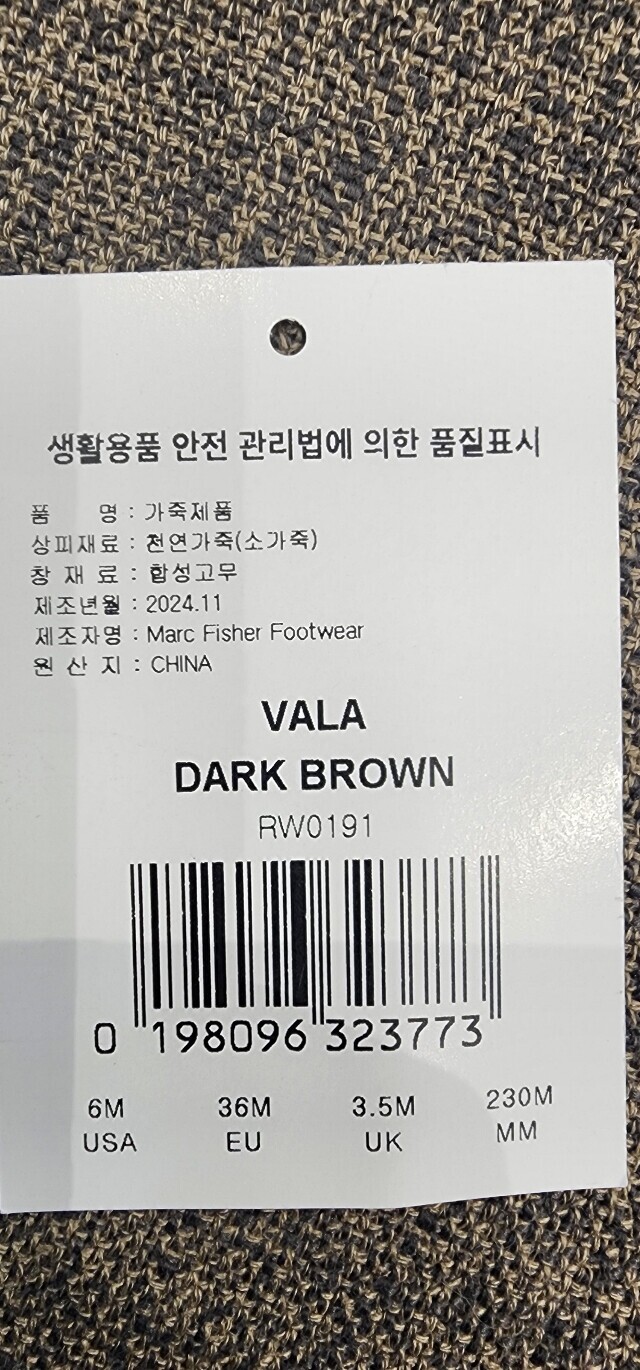 생활용품 안전 관리법에 의한 품질표시
품 명 : 가죽제품
상피재료 : 천연가죽(소가죽)
창 재 료 : 합성고무
제조년월 : 2024.11
제조자명 : Marc Fisher Footwear
원 산 지 : CHINA
VALA
DARK BROWN
RW0191
0 198096 323773
6M 36M 3.5M 230M
USA EU UK MM